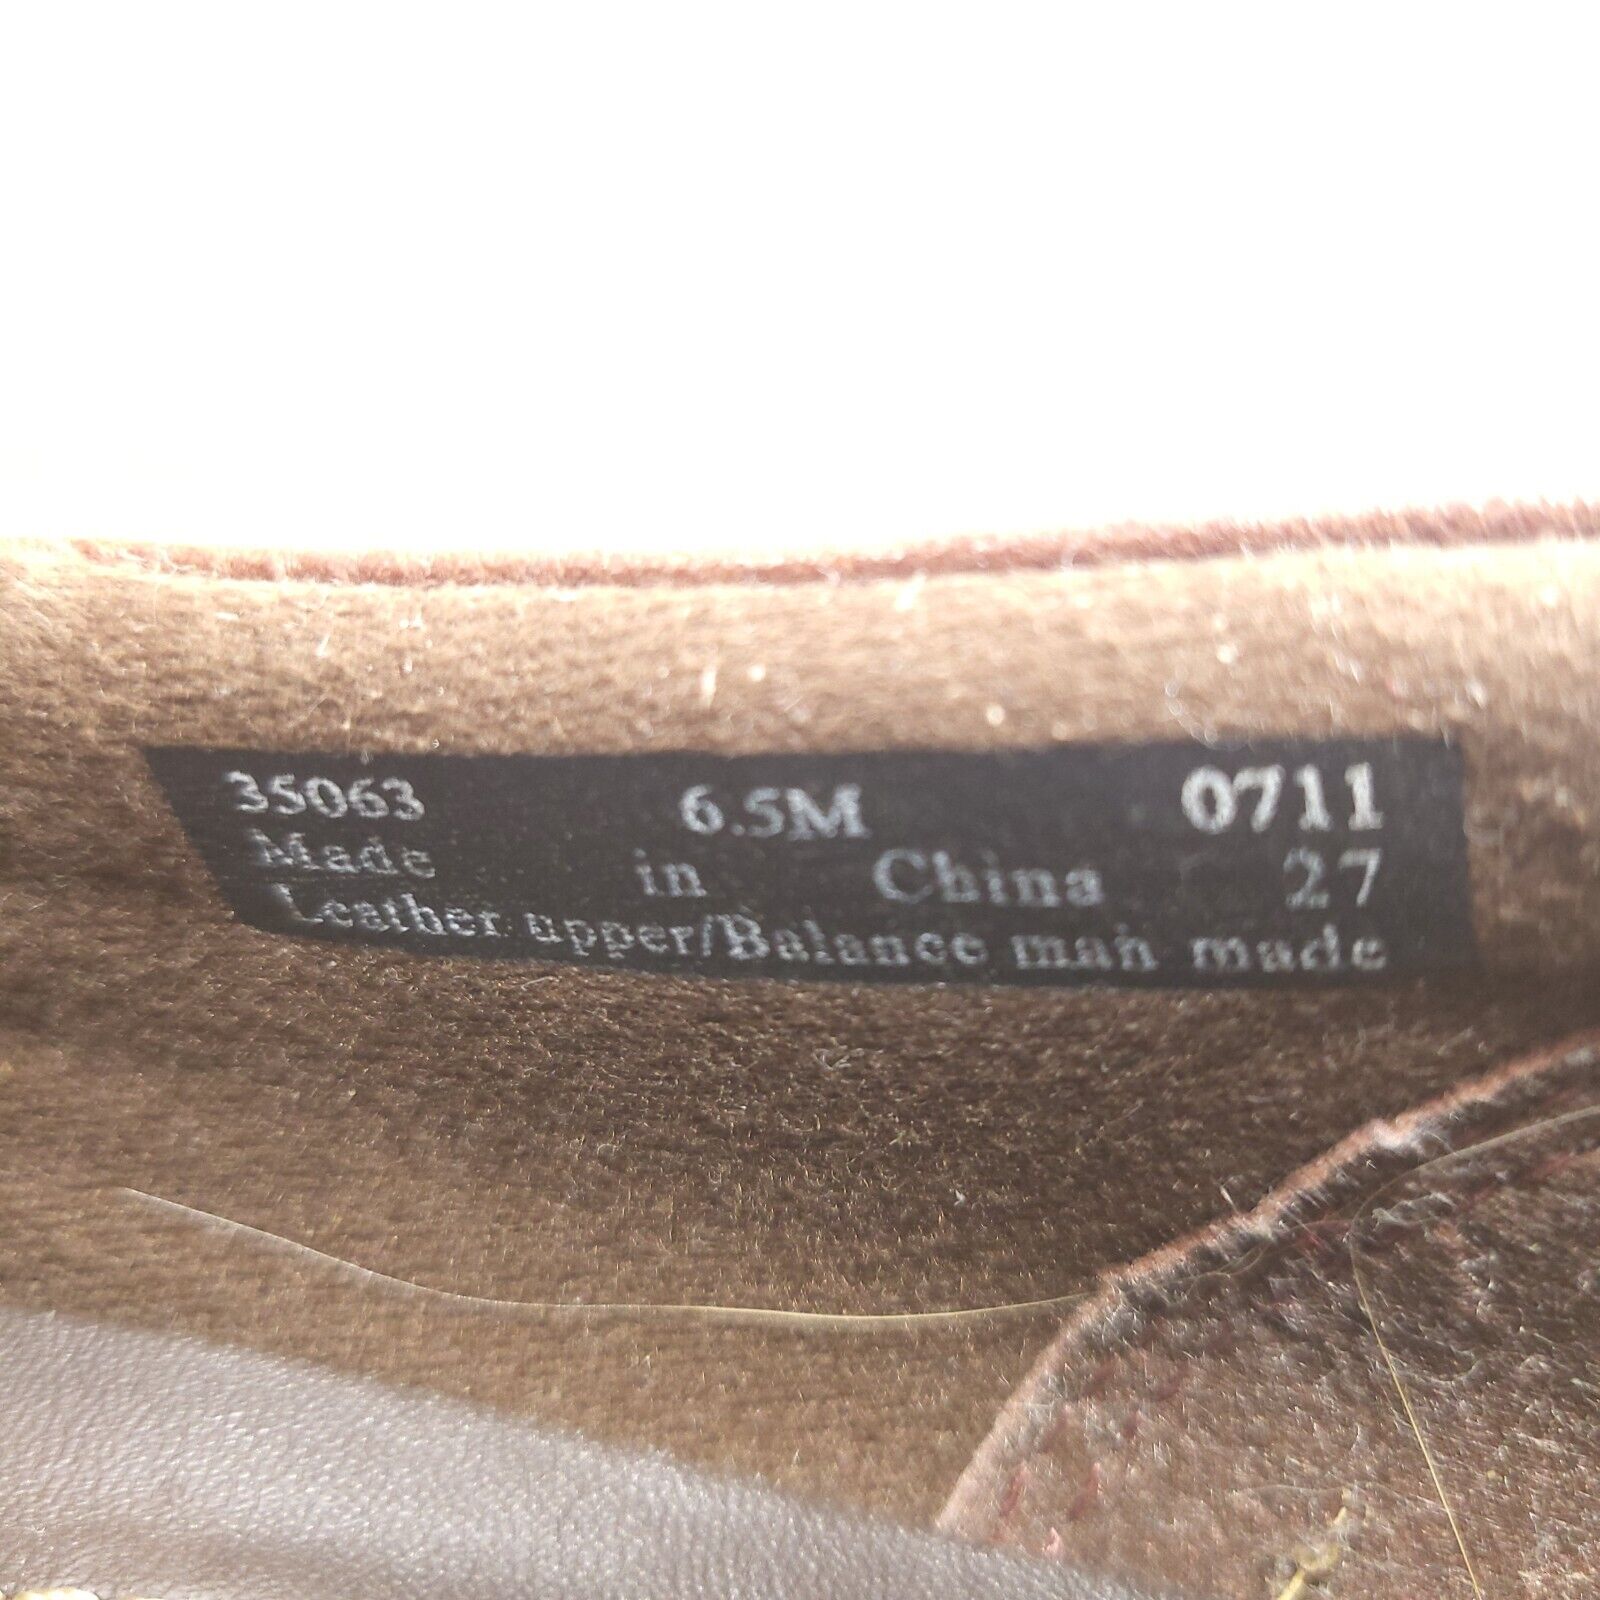 35063 6.5M 0711
Made in China 27
Leather upper/Balance man made